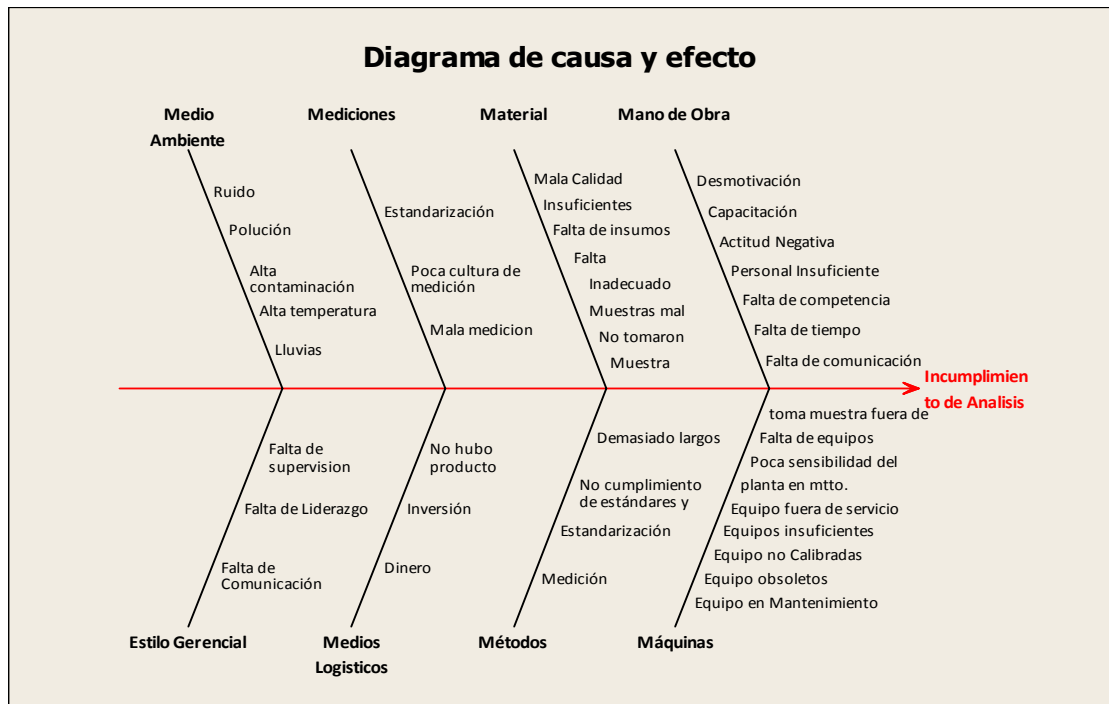 Diagrama de causa y efecto
Medio
Ambiente
Mediciones
Material
Mano de Obra
Ruido
Polución
Alta
contaminación
Alta temperatura
Lluvias
Estandarización
Poca cultura de
medición
Mala medicion
Mala Calidad
Insuficientes
Falta de insumos
Falta
Inadecuado
Muestras mal
No tomaron
Muestra
Desmotivación
Capacitación
Actitud Negativa
Personal Insuficiente
Falta de competencia
Falta de tiempo
Falta de comunicación
Incumplimien
to de Analisis
Falta de
supervision
Falta de Liderazgo
Falta de
Comunicación
No hubo
producto
Inversión
Dinero
Demasiado largos
No cumplimiento
de estándares y
Estandarización
Medición
toma muestra fuera de
Falta de equipos
Poca sensibilidad del
planta en mtto.
Equipo fuera de servicio
Equipos insuficientes
Equipo no Calibradas
Equipo obsoletos
Equipo en Mantenimiento
Estilo Gerencial
Medios
Logisticos
Métodos
Máquinas